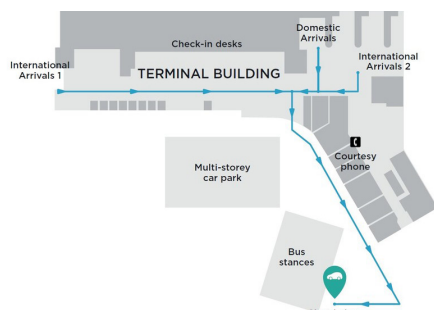 Domestic
Arrivals
Check-in desks
International
Arrivals 1
International
Arrivals 2
TERMINAL BUILDING
Courtesy
phone
Multi-storey
car park
Bus
stances